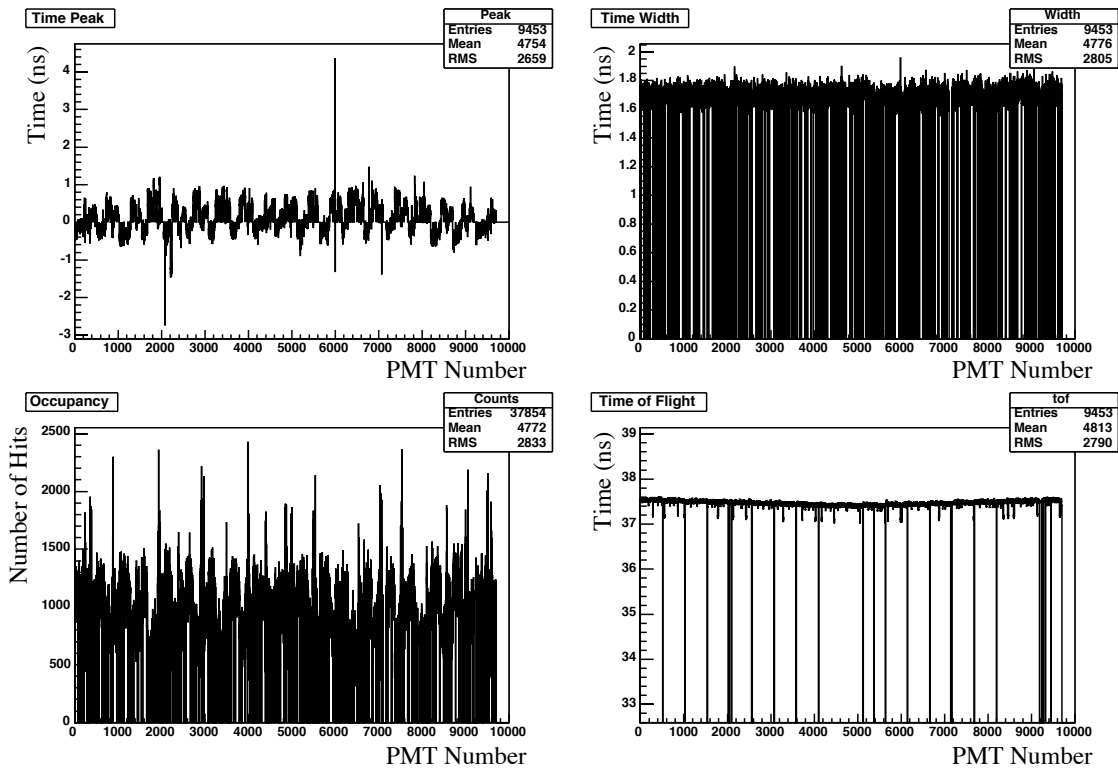 Time Peak
Peak
Entries 9453
Mean 4754
RMS 2659
Time (ns)
4
3
2
1
0
-1
-2
-3
0 1000 2000 3000 4000 5000 6000 7000 8000 9000 10000
PMT Number
Time Width
Width
Entries 9453
Mean 4776
RMS 2805
Time (ns)
2
1.8
1.6
1.4
1.2
1
0.8
0.6
0.4
0.2
0
0 1000 2000 3000 4000 5000 6000 7000 8000 9000 10000
PMT Number
Occupancy
Counts
Entries 37854
Mean 4772
RMS 2833
Number of Hits
2500
2000
1500
1000
500
0
0 1000 2000 3000 4000 5000 6000 7000 8000 9000 10000
PMT Number
Time of Flight
tof
Entries 9453
Mean 4813
RMS 2790
Time (ns)
39
38
37
36
35
34
33
0 1000 2000 3000 4000 5000 6000 7000 8000 9000 10000
PMT Number